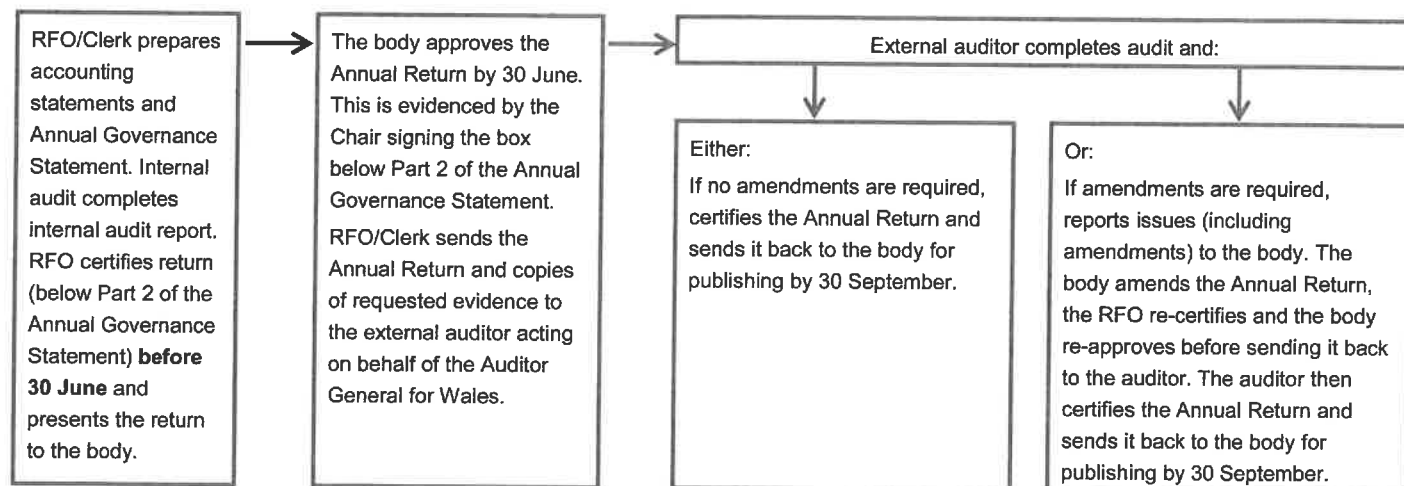 RFO/Clerk prepares
accounting
statements and
Annual Governance
Statement. Internal
audit completes
internal audit report.
RFO certifies return
(below Part 2 of the
Annual Governance
Statement) before
30 June and
presents the return
to the body.
The body approves the
Annual Return by 30 June.
This is evidenced by the
Chair signing the box
below Part 2 of the Annual
Governance Statement.
RFO/Clerk sends the
Annual Return and copies
of requested evidence to
the external auditor acting
on behalf of the Auditor
General for Wales.
External auditor completes audit and:
Either:
If no amendments are required,
certifies the Annual Return and
sends it back to the body for
publishing by 30 September.
Or:
If amendments are required,
reports issues (including
amendments) to the body. The
body amends the Annual Return,
the RFO re-certifies and the body
re-approves before sending it back
to the auditor. The auditor then
certifies the Annual Return and
sends it back to the body for
publishing by 30 September.